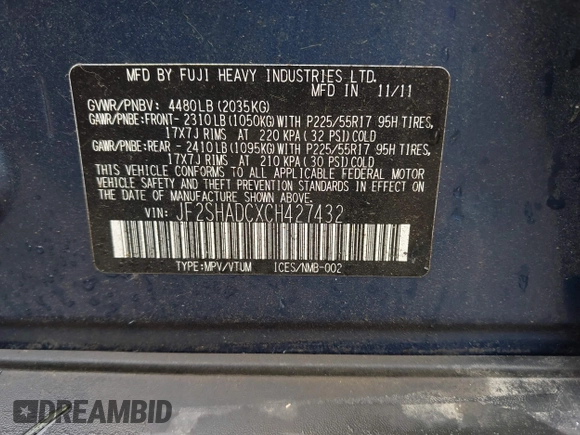 MFD BY FUJI HEAVY INDUSTRIES LTD.
MFD IN 11/11
GVWR/PNBV: 4480LB (2035KG)
GAWR/PNBE:FRONT- 2310LB (1050KG) WITH P225/55R17 95H TIRES,
17X7J RIMS AT 220 KPA (32 PSI) COLD
GAWR/PNBE:REAR - 2410LB (1095KG) WITH P225/55R17 95H TIRES,
17X7J RIMS AT 210 KPA (30 PSI) COLD
THIS VEHICLE CONFORMS TO ALL APPLICABLE FEDERAL MOTOR
VEHICLE SAFETY AND THEFT PREVENTION STANDARDS IN EFFECT ON
THE DATE OF MANUFACTURE SHOWN ABOVE.
VIN: JF2SHADCXCH427432
TYPE:MPV/VTUM ICES/NMB-002
DREAMBID